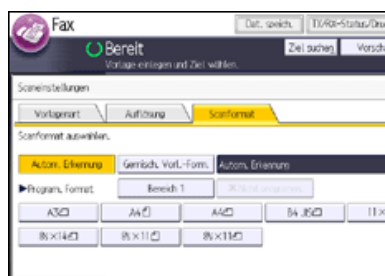 Fax
Dat. speich. TX/RX-Status/Druc
Bereit
Ziel suchen Vorsch
Vorlage einlegen und Ziel wählen.
Scaneinstellungen
Vorlagenart Auflösung Scanformat
Scanformat auswählen.
Autom. Erkennung Gemisch. Vorl.-Form. Autom. Erkennung
▶Program. Format Bereich 1
A3 A4 A4 B4 JIS 11×
8½×14 8½×11 8½×11